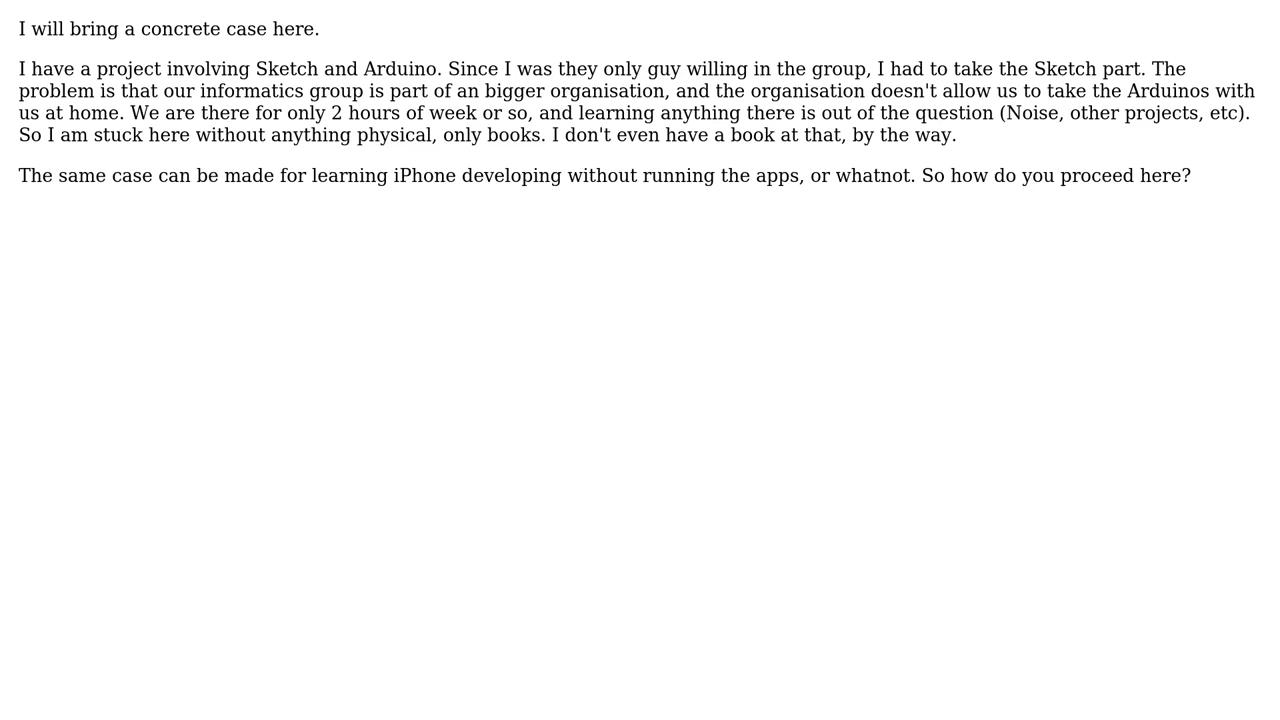 I will bring a concrete case here.
I have a project involving Sketch and Arduino. Since I was they only guy willing in the group, I had to take the Sketch part. The
problem is that our informatics group is part of an bigger organisation, and the organisation doesn't allow us to take the Arduinos with
us at home. We are there for only 2 hours of week or so, and learning anything there is out of the question (Noise, other projects, etc).
So I am stuck here without anything physical, only books. I don't even have a book at that, by the way.
The same case can be made for learning iPhone developing without running the apps, or whatnot. So how do you proceed here?